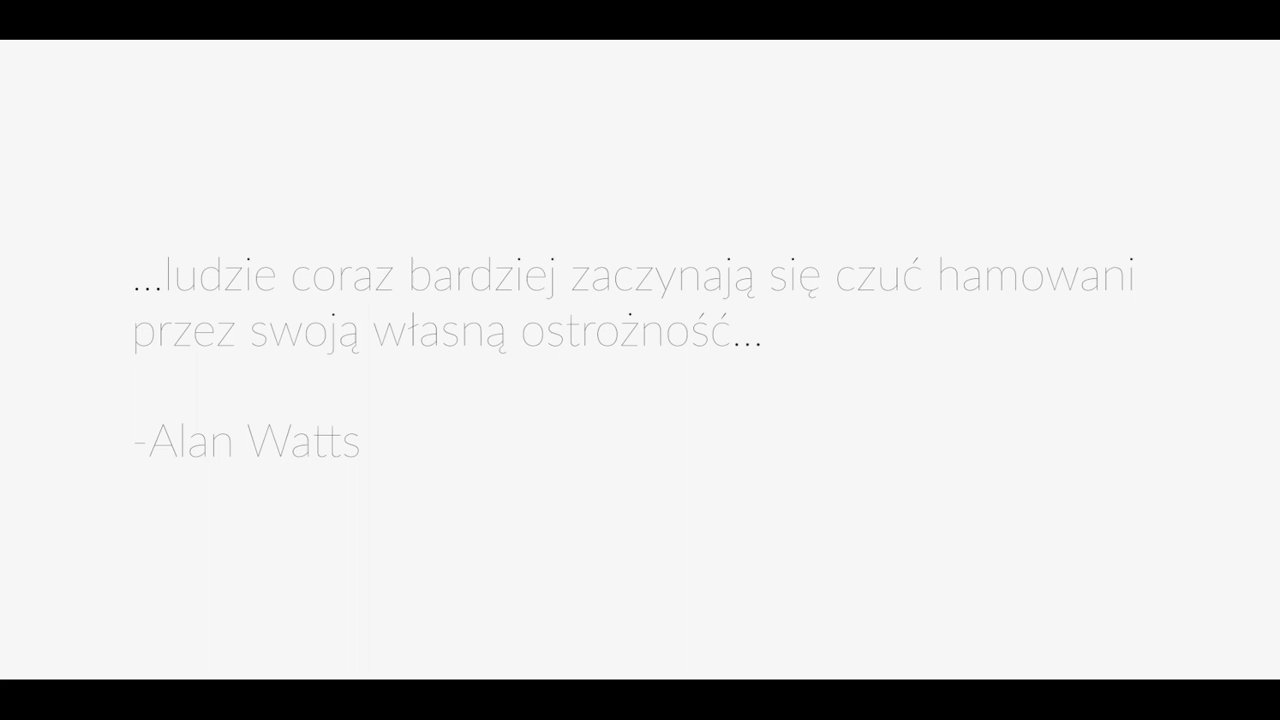 ...ludzie coraz bardziej zaczynają się czuć hamowani
przez swoją własną ostrożność...
-Alan Watts